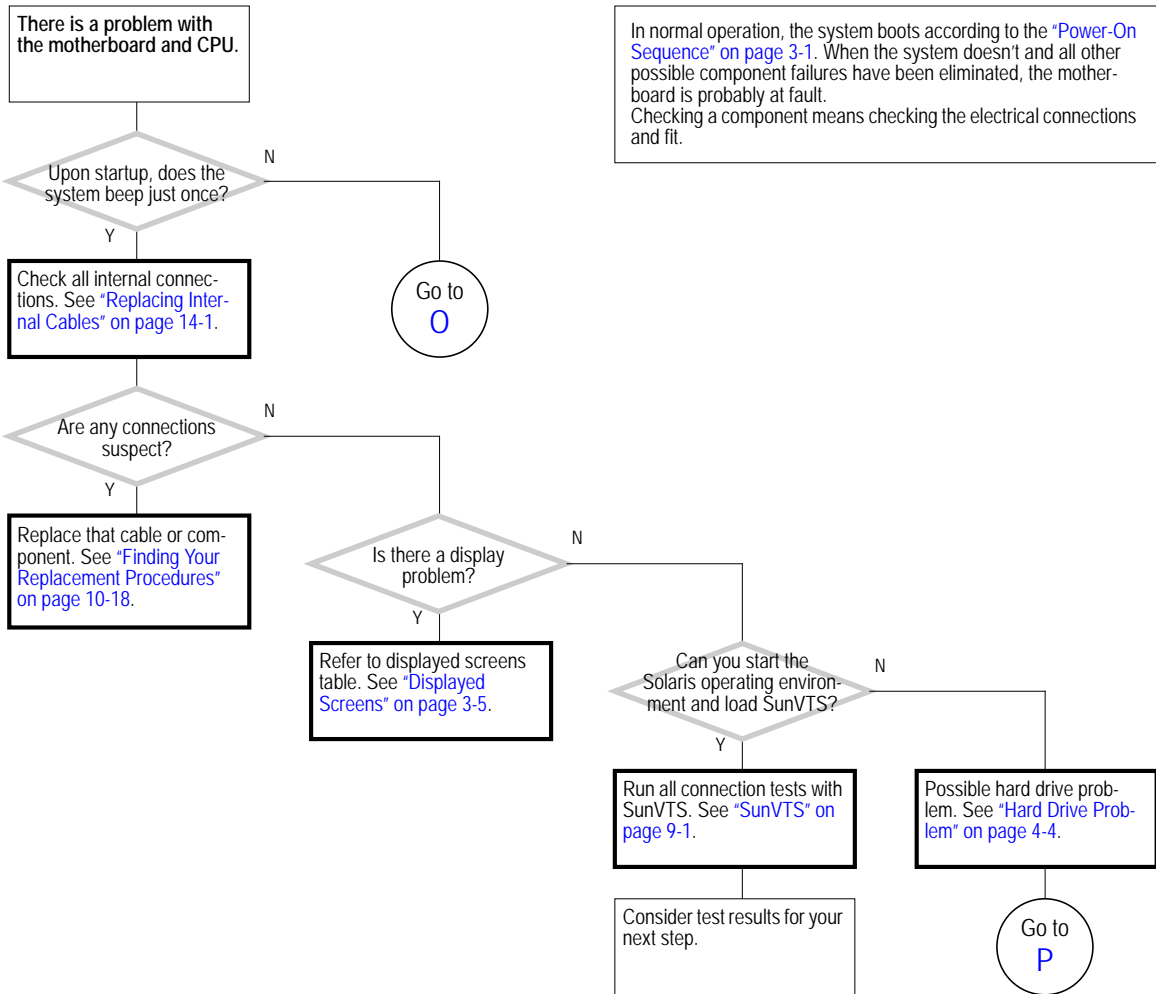 There is a problem with
the motherboard and CPU.
In normal operation, the system boots according to the "Power-On
Sequence" on page 3-1. When the system doesn't and all other
possible component failures have been eliminated, the mother-
board is probably at fault.
Checking a component means checking the electrical connections
and fit.
Upon startup, does the
system beep just once?
N
Y
Check all internal connec-
tions. See "Replacing Inter-
nal Cables" on page 14-1.
Go to
O
Are any connections
suspect?
N
Y
Replace that cable or com-
ponent. See "Finding Your
Replacement Procedures"
on page 10-18.
Is there a display
problem?
N
Y
Refer to displayed screens
table. See "Displayed
Screens" on page 3-5.
Can you start the
Solaris operating environ-
ment and load SunVTS?
N
Y
Run all connection tests with
SunVTS. See "SunVTS" on
page 9-1.
Possible hard drive prob-
lem. See "Hard Drive Prob-
lem" on page 4-4.
Consider test results for your
next step.
Go to
P